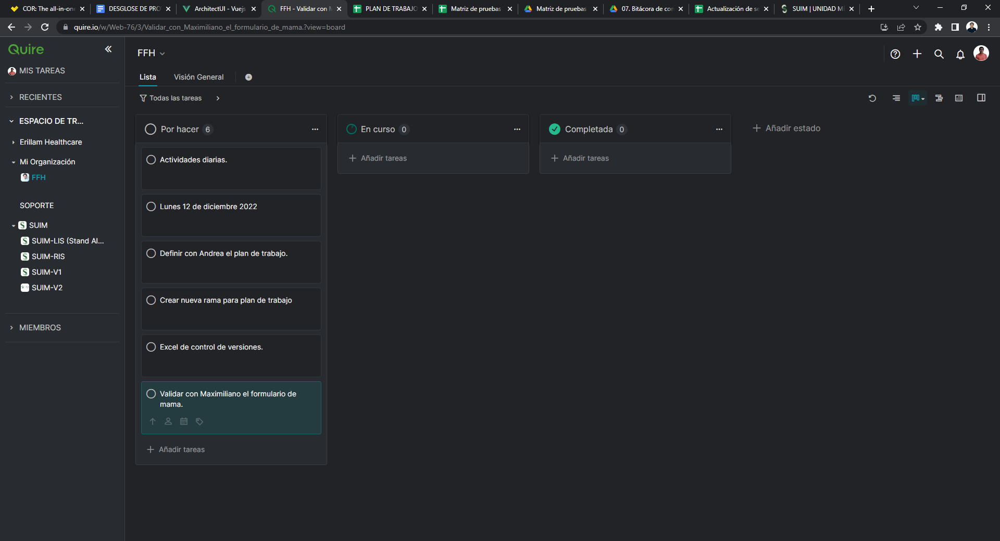 COR: The all-in-one
DESGLOSE DE PRO
ArchitectUI - Vuejs
FFH - Validar con M
PLAN DE TRABAJO
Matriz de pruebas
Matriz de pruebas
07. Bitácora de con
Actualización de se
SUIM | UNIDAD MÉ
quire.io/w/Web-76/3/Validar_con_Maximiliano_el_formulario_de_mama.?view=board
Quire
MIS TAREAS
RECIENTES
ESPACIO DE TR...
Erillam Healthcare
Mi Organización
FFH
SOPORTE
SUIM
SUIM-LIS (Stand Al...
SUIM-RIS
SUIM-V1
SUIM-V2
MIEMBROS
FFH
Lista
Visión General
Todas las tareas
Por hacer 6
Actividades diarias.
Lunes 12 de diciembre 2022
Definir con Andrea el plan de trabajo.
Crear nueva rama para plan de trabajo
Excel de control de versiones.
Validar con Maximiliano el formulario de
mama.
Añadir tareas
En curso 0
Añadir tareas
Completada 0
Añadir tareas
Añadir estado